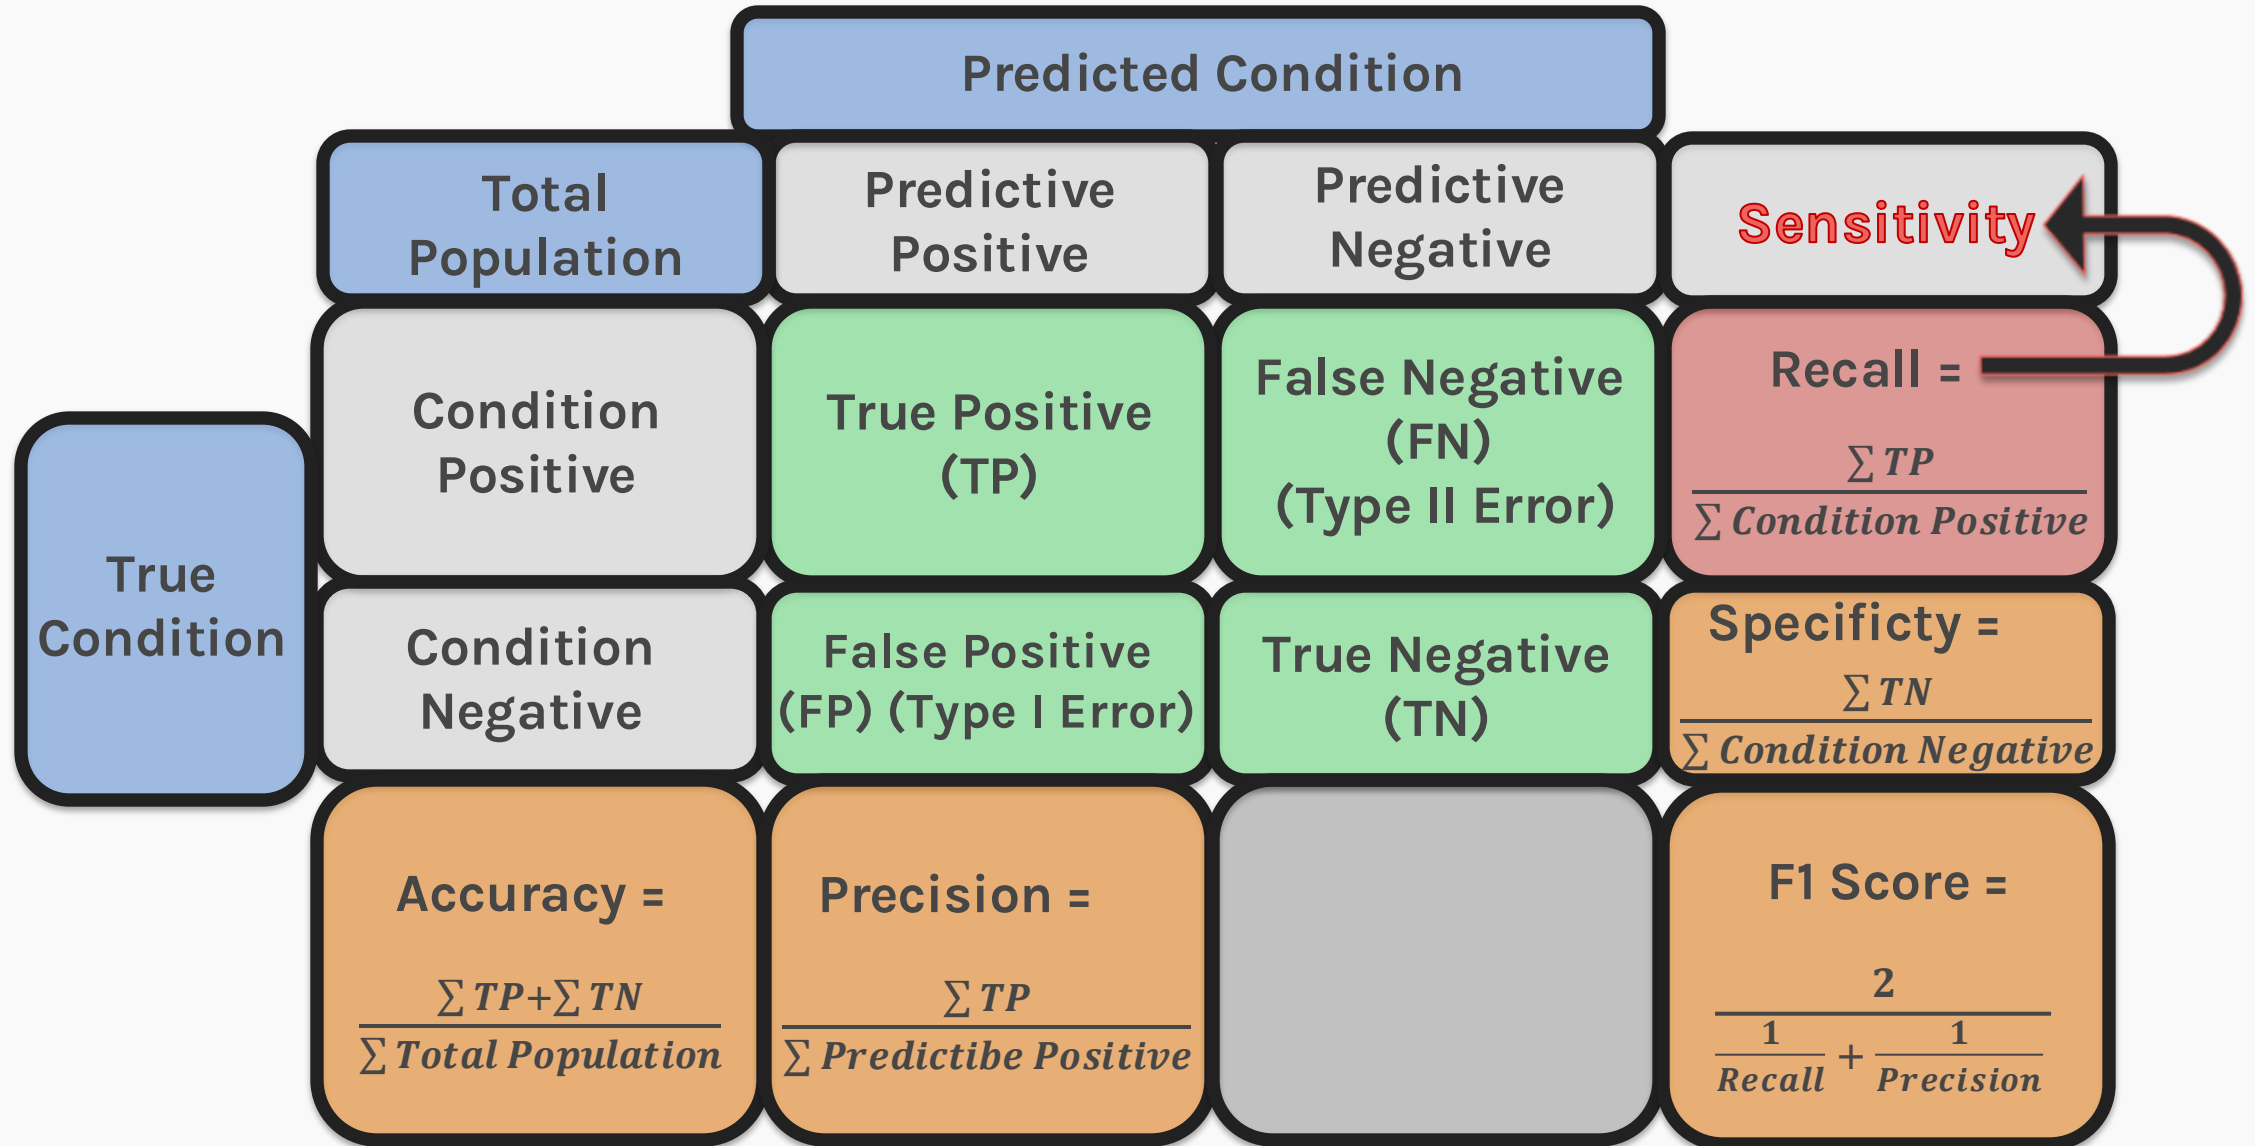 Predicted Condition
Total
Population
Predictive
Positive
Predictive
Negative
Sensitivity
Condition
Positive
True Positive
(TP)
False Negative
(FN)
(Type II Error)
Recall =
∑ TP
∑ Condition Positive
True
Condition
Condition
Negative
False Positive
(FP) (Type I Error)
True Negative
(TN)
Specificty =
∑ TN
∑ Condition Negative
Accuracy =
∑ TP+∑ TN
∑ Total Population
Precision =
∑ TP
∑ Predictibe Positive
F1 Score =
2
1 1
+
Recall Precision